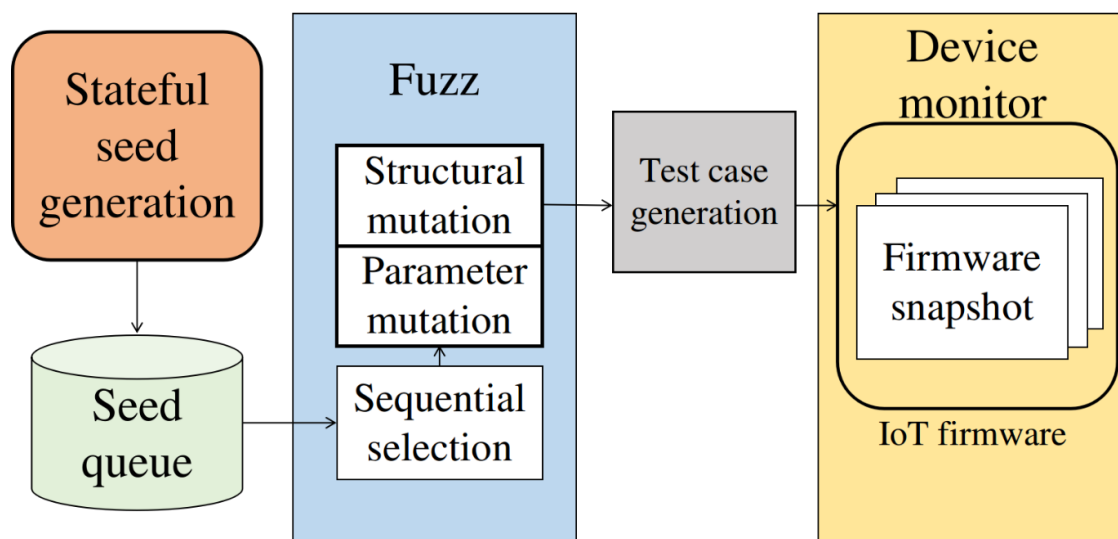 Stateful
seed
generation
Seed
queue
Fuzz
Structural
mutation
Parameter
mutation
Sequential
selection
Test case
generation
Device
monitor
Firmware
snapshot
IoT firmware